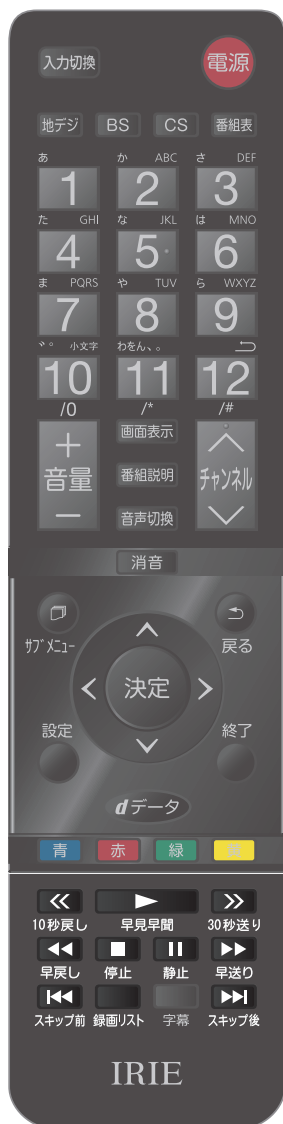 入力切換 電源
地デジ BS CS 番組表
あ か ABC さ DEF
1 2 3
た GHI な JKL は MNO
4 5 6
ま PQRS や TUV ら WXYZ
7 8 9
゛゜ 小文字 わをん、。
10 11 12
/0 /* /#
画面表示
+ 音量 - 番組説明 チャンネル
音声切換
消音
サブメニュー 戻る
決定
設定 終了
dデータ
青 赤 緑 黄
10秒戻し 早見早聞 30秒送り
早戻し 停止 静止 早送り
スキップ前 録画リスト 字幕 スキップ後
IRIE